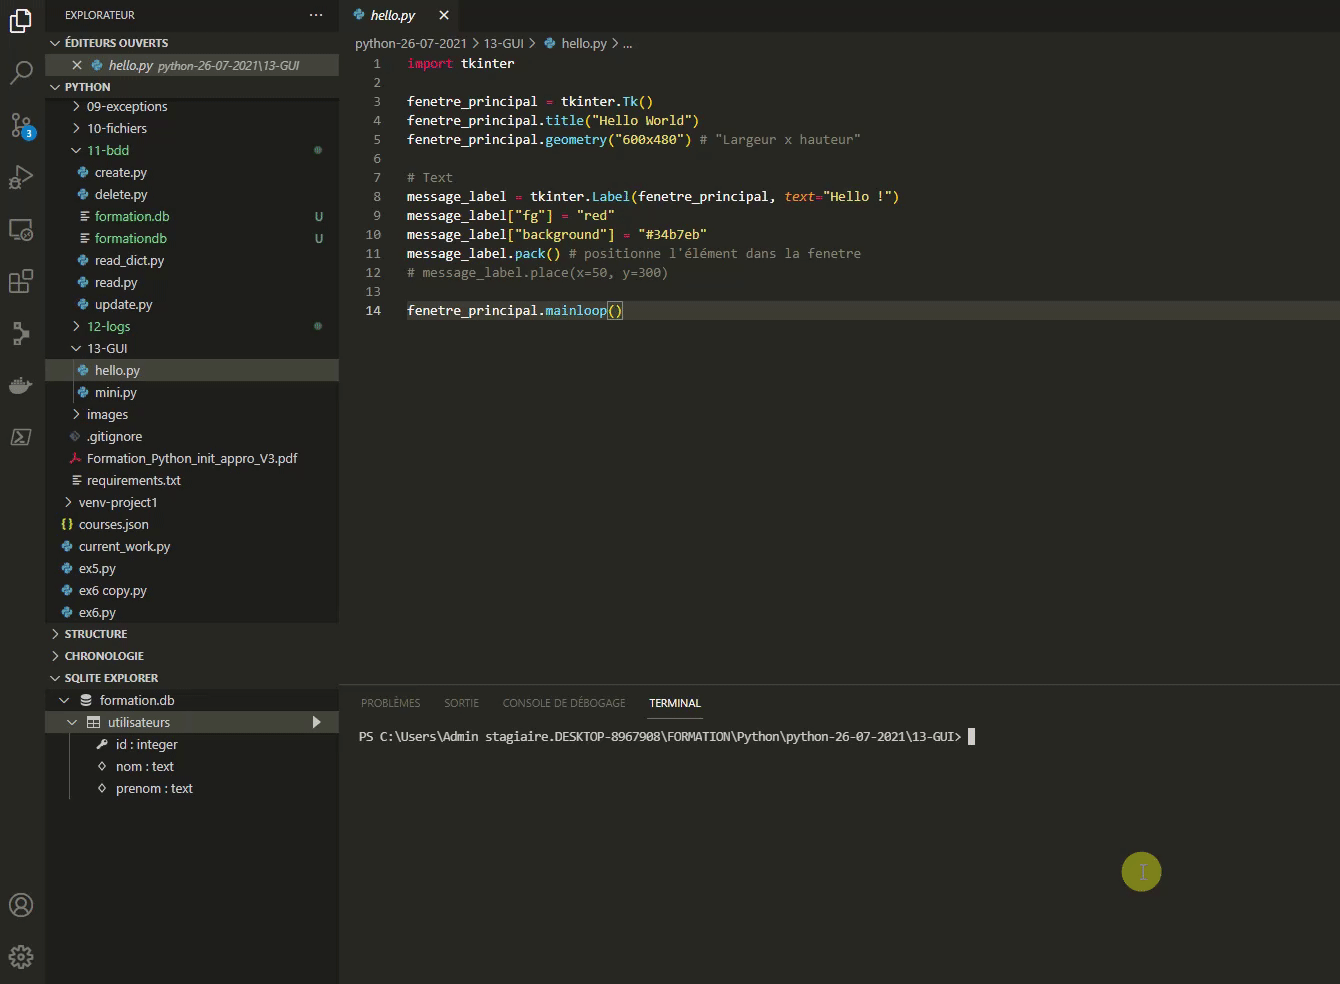 EXPLORATEUR
ÉDITEURS OUVERTS
hello.py python-26-07-2021\13-GUI
PYTHON
09-exceptions
10-fichiers
11-bdd
create.py
delete.py
formation.db U
formationdb U
read_dict.py
read.py
update.py
12-logs
13-GUI
hello.py
mini.py
images
.gitignore
Formation_Python_init_appro_V3.pdf
requirements.txt
venv-project1
courses.json
current_work.py
ex5.py
ex6 copy.py
ex6.py
STRUCTURE
CHRONOLOGIE
SQLITE EXPLORER
formation.db
utilisateurs
id : integer
nom : text
prenom : text
3
hello.py
python-26-07-2021 > 13-GUI > hello.py > ...
1 import tkinter
2
3 fenetre_principal = tkinter.Tk()
4 fenetre_principal.title("Hello World")
5 fenetre_principal.geometry("600x480") # "Largeur x hauteur"
6
7 # Text
8 message_label = tkinter.Label(fenetre_principal, text="Hello !")
9 message_label["fg"] = "red"
10 message_label["background"] = "#34b7eb"
11 message_label.pack() # positionne l'élément dans la fenetre
12 # message_label.place(x=50, y=300)
13
14 fenetre_principal.mainloop()
PROBLÈMES SORTIE CONSOLE DE DÉBOGAGE TERMINAL
PS C:\Users\Admin stagiaire.DESKTOP-8967908\FORMATION\Python\python-26-07-2021\13-GUI>